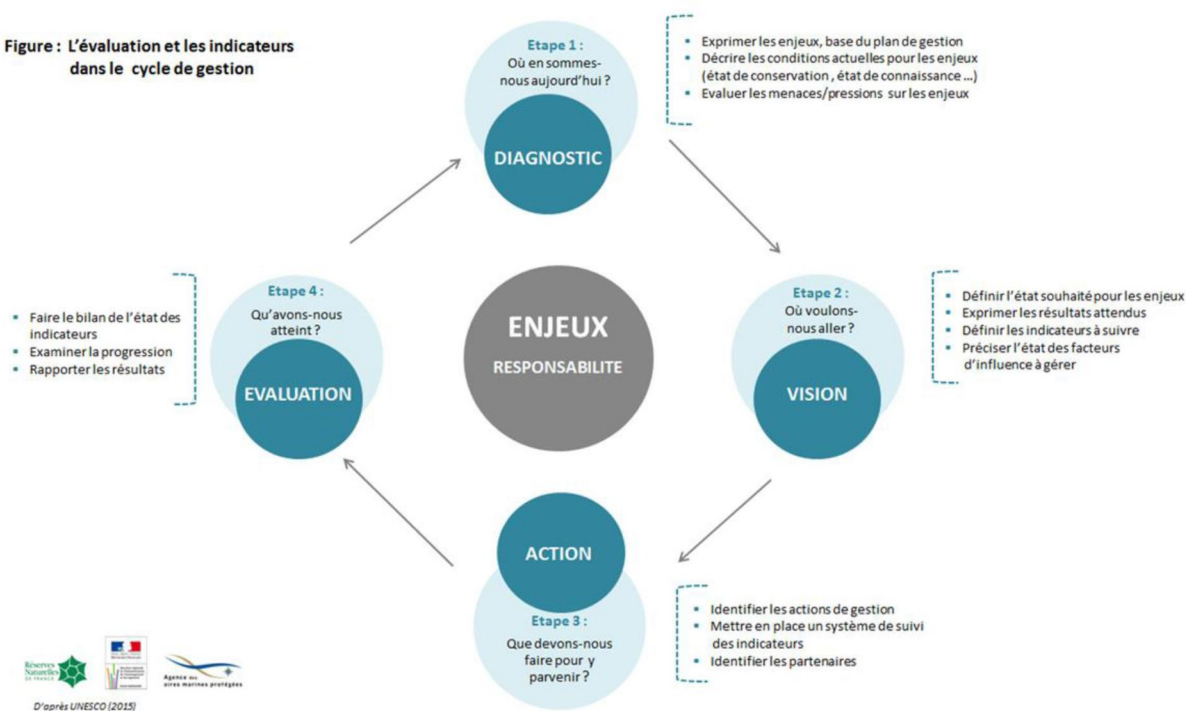 Figure : L'évaluation et les indicateurs
dans le cycle de gestion
Etape 1 :
Où en sommes-
nous aujourd'hui ?
DIAGNOSTIC
▪ Exprimer les enjeux, base du plan de gestion
▪ Décrire les conditions actuelles pour les enjeux
(état de conservation , état de connaissance ...)
▪ Evaluer les menaces/pressions sur les enjeux
Etape 2 :
Où voulons-
nous aller ?
VISION
▪ Définir l'état souhaité pour les enjeux
▪ Exprimer les résultats attendus
▪ Définir les indicateurs à suivre
▪ Préciser l'état des facteurs
d'influence à gérer
ENJEUX
RESPONSABILITE
ACTION
Etape 3 :
Que devons-nous
faire pour y
parvenir ?
▪ Identifier les actions de gestion
▪ Mettre en place un système de suivi
des indicateurs
▪ Identifier les partenaires
Etape 4 :
Qu'avons-nous
atteint ?
EVALUATION
▪ Faire le bilan de l'état des
indicateurs
▪ Examiner la progression
▪ Rapporter les résultats
Réserves
Naturelles
DE FRANCE
Agence des
aires marines protégées
D'après UNESCO (2015)